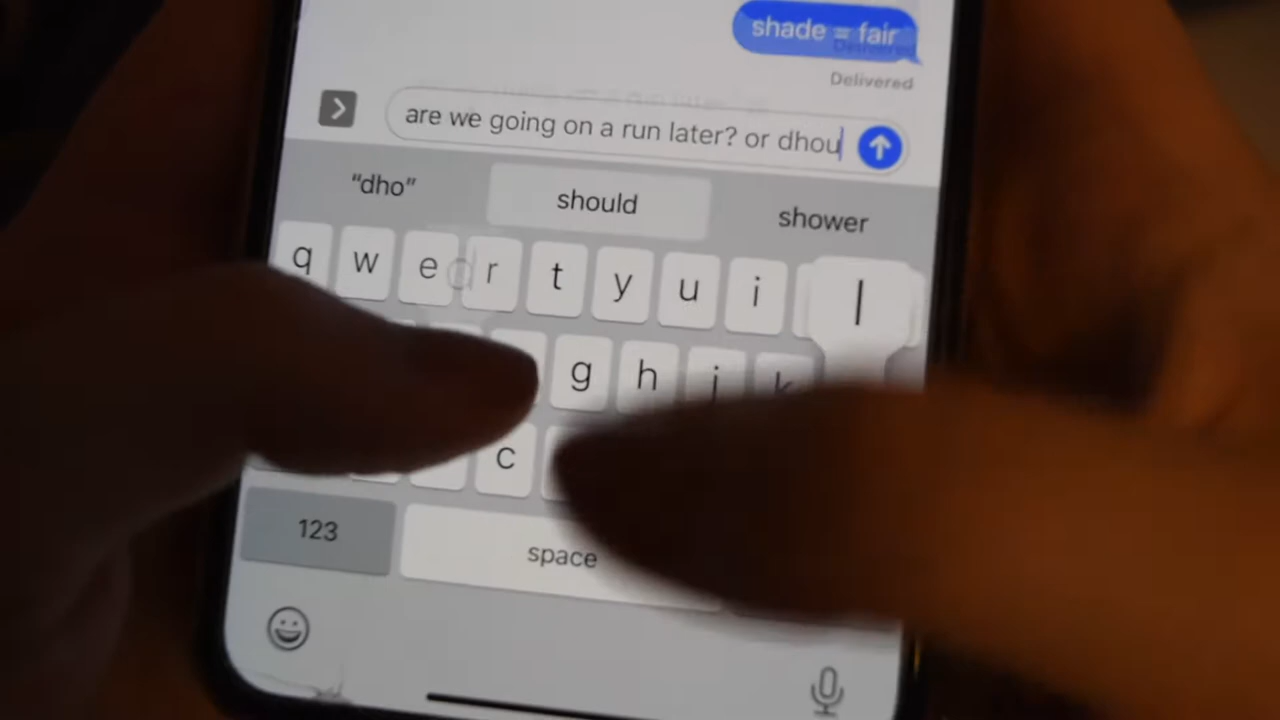 shade = fair
Delivered
are we going on a run later? or dhou
“dho” should shower
q w e r t y u i l
g h j k
c
123 space